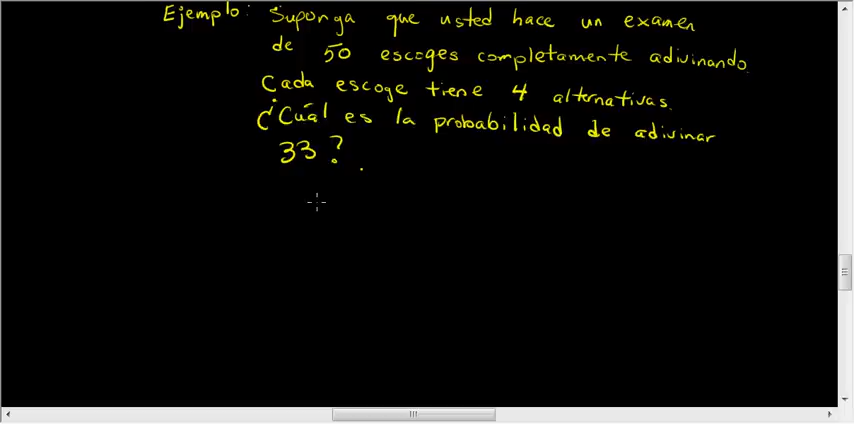 Ejemplo: Suponga que usted hace un examen
de 50 escoges completamente adivinando.
Cada escoge tiene 4 alternativas.
¿Cuál es la probabilidad de adivinar
33?